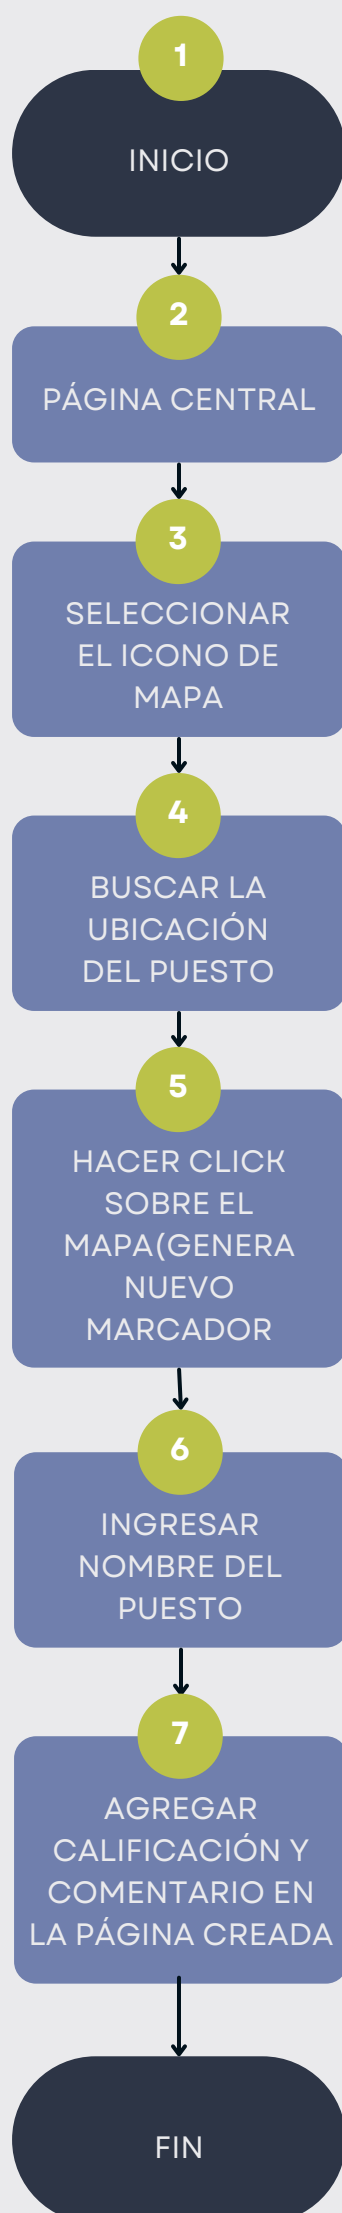 1
INICIO
2
PÁGINA CENTRAL
3
SELECCIONAR
EL ICONO DE
MAPA
4
BUSCAR LA
UBICACIÓN
DEL PUESTO
5
HACER CLICK
SOBRE EL
MAPA(GENERA
NUEVO
MARCADOR
6
INGRESAR
NOMBRE DEL
PUESTO
7
AGREGAR
CALIFICACIÓN Y
COMENTARIO EN
LA PÁGINA CREADA
FIN